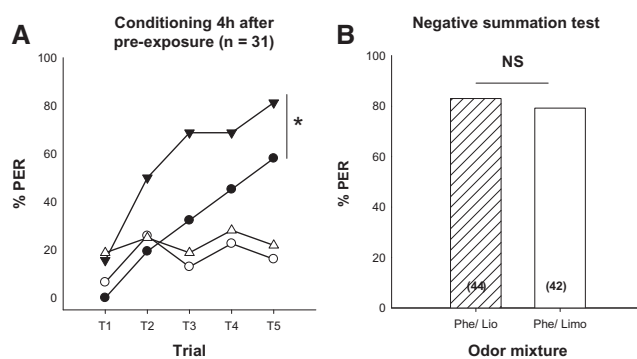 A
Conditioning 4h after
pre-exposure (n = 31)
100
80
60
40
20
0
% PER
*
T1 T2 T3 T4 T5
Trial
B
Negative summation test
NS
100
80
60
40
20
0
% PER
(44) (42)
Phe/ Lio Phe/ Limo
Odor mixture